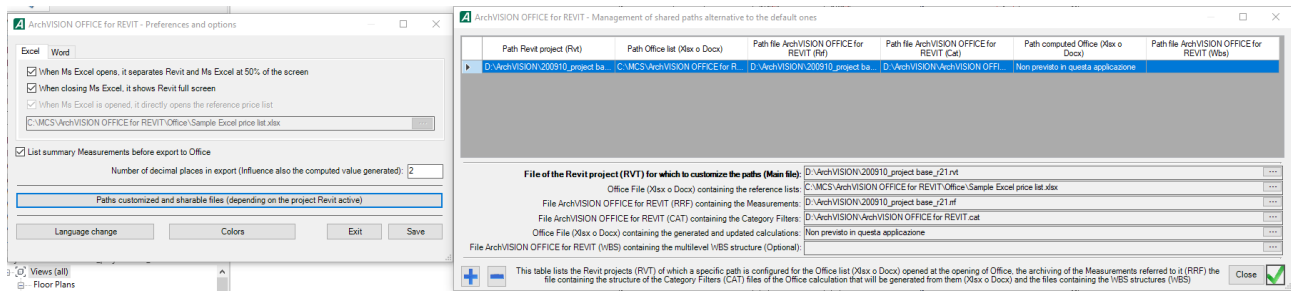 ArchVISION OFFICE for REVIT - Preferences and options
Excel Word
When Ms Excel opens, it separates Revit and Ms Excel at 50% of the screen
When closing Ms Excel, it shows Revit full screen
When Ms Excel is opened, it directly opens the reference price list
C:\MCS\ArchVISION OFFICE for REVIT\Office\Sample Excel price list.xlsx
...
List summary Measurements before export to Office
Number of decimal places in export (Influence also the computed value generated): 2
Paths customized and sharable files (depending on the project Revit active)
Language change Colors Exit Save
Views (all)
Floor Plans
ArchVISION OFFICE for REVIT - Management of shared paths alternative to the default ones
Path Revit project (Rvt) Path Office list (Xlsx o Docx) Path file ArchVISION OFFICE for REVIT (Rrf) Path file ArchVISION OFFICE for REVIT (Cat) Path computed Office (Xlsx o Docx) Path file ArchVISION OFFICE for REVIT (Wbs)
D:\ArchVISION\200910_project ba... C:\MCS\ArchVISION OFFICE for R... D:\ArchVISION\200910_project ba... D:\ArchVISION\ArchVISION OFFI... Non previsto in questa applicazione
File of the Revit project (RVT) for which to customize the paths (Main file): D:\ArchVISION\200910_project base_r21.rvt ...
Office File (Xlsx o Docx) containing the reference lists: C:\MCS\ArchVISION OFFICE for REVIT\Office\Sample Excel price list.xlsx ...
File ArchVISION OFFICE for REVIT (RRF) containing the Measurements: D:\ArchVISION\200910_project base_r21.rrf ...
File ArchVISION OFFICE for REVIT (CAT) containing the Category Filters: D:\ArchVISION\ArchVISION OFFICE for REVIT.cat ...
Office File (Xlsx o Docx) containing the generated and updated calculations: Non previsto in questa applicazione ...
File ArchVISION OFFICE for REVIT (WBS) containing the multilevel WBS structure (Optional): ...
This table lists the Revit projects (RVT) of which a specific path is configured for the Office list (Xlsx o Docx) opened at the opening of Office, the archiving of the Measurements referred to it (RRF) the
file containing the structure of the Category Filters (CAT) files of the Office calculation that will be generated from them (Xlsx o Docx) and the files containing the WBS structures (WBS)
Close